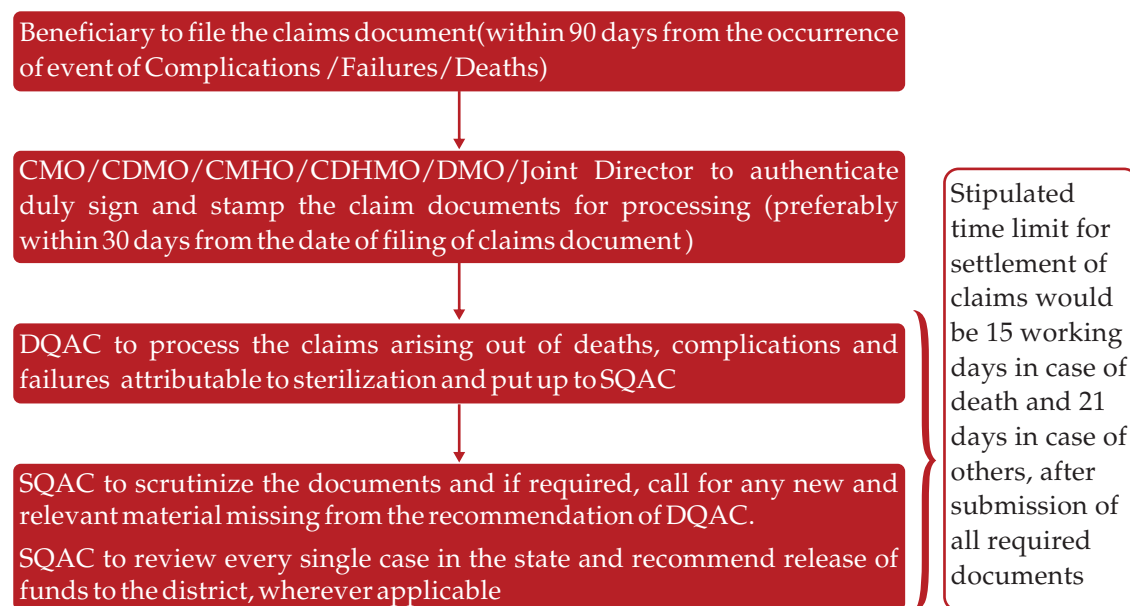 Beneficiary to file the claims document(within 90 days from the occurrence
of event of Complications /Failures/Deaths)
CMO/CDMO/CMHO/CDHMO/DMO/Joint Director to authenticate
duly sign and stamp the claim documents for processing (preferably
within 30 days from the date of filing of claims document )
DQAC to process the claims arising out of deaths, complications and
failures attributable to sterilization and put up to SQAC
SQAC to scrutinize the documents and if required, call for any new and
relevant material missing from the recommendation of DQAC.
SQAC to review every single case in the state and recommend release of
funds to the district, wherever applicable
Stipulated
time limit for
settlement of
claims would
be 15 working
days in case of
death and 21
days in case of
others, after
submission of
all required
documents